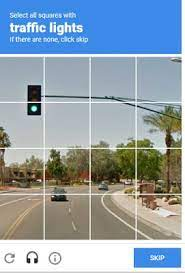 Select all squares with
traffic lights
If there are none, click skip
SKIP